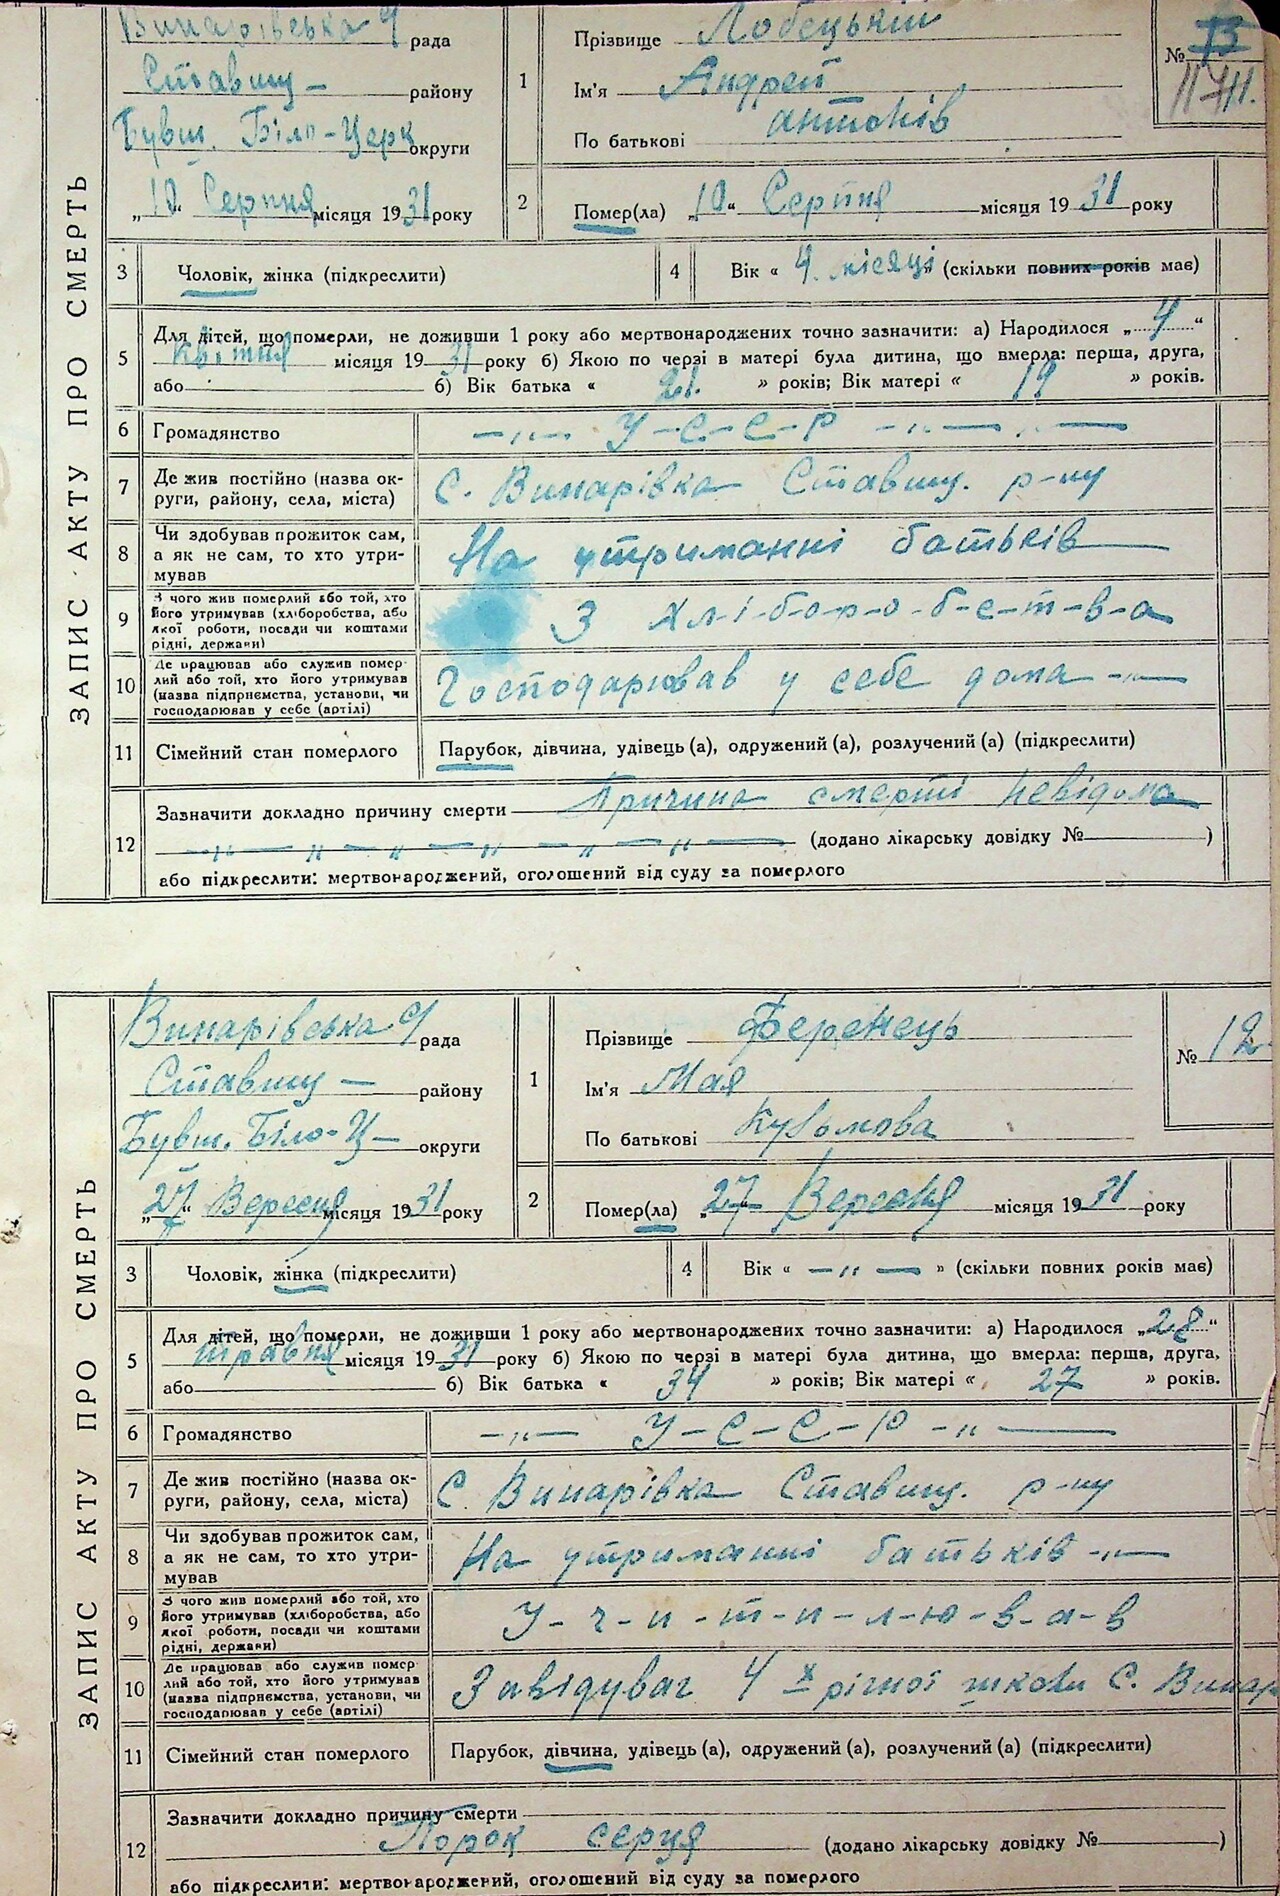 ЗАПИС АКТУ ПРО СМЕРТЬ
Винарівська с/ рада
Ставищ — району
Бувш. Біло-Церк округи
„10“ Серпня місяця 1931 року
1 Прізвище Лобецький
Ім'я Андрей
По батькові антонів
№ 11
2 Помер(ла) „10“ Серпня місяця 1931 року
3 Чоловік, жінка (підкреслити)
4 Вік « 4. місяці » (скільки повних років має)
5 Для дітей, що померли, не доживши 1 року або мертвонароджених точно зазначити: а) Народилося „4“
квітня місяця 1931 року б) Якою по черзі в матері була дитина, що вмерла: перша, друга,
або б) Вік батька « 21. » років; Вік матері « 19 » років.
6 Громадянство —„— У-С-С-Р —„— „ —
7 Де жив постійно (назва ок-
руги, району, села, міста) С. Винарівка Ставищ. р-ну
8 Чи здобував прожиток сам,
а як не сам, то хто утри-
мував На утриманні батьків
9 З чого жив померлий або той, хто
його утримував (хліборобства, або
якої роботи, посади чи коштами
рідні, держави) З хл-і-б-о-р-о-б-с-т-в-а
10 Де працював або служив помер-
лий або той, хто його утримував
(назва підприємства, установи, чи
господарював у себе (артілі) Господарював у себе дома —„—
11 Сімейний стан померлого Парубок, дівчина, удівець (а), одружений (а), розлучений (а) (підкреслити)
12 Зазначити докладно причину смерти Причина смерті невідома
—„— „ — „ — „ — „ — „ — (додано лікарську довідку № )
або підкреслити: мертвонароджений, оголошений від суду за померлого
ЗАПИС АКТУ ПРО СМЕРТЬ
Винарівська с/ рада
Ставищ — району
Бувш. Біло-Ц— округи
„27“ Вересня місяця 1931 року
1 Прізвище Ференець
Ім'я Мая
По батькові Кузьмова
№ 12
2 Помер(ла) „27“ Вересня місяця 1931 року
3 Чоловік, жінка (підкреслити)
4 Вік « —„— » (скільки повних років має)
5 Для дітей, що померли, не доживши 1 року або мертвонароджених точно зазначити: а) Народилося „28“
травня місяця 1931 року б) Якою по черзі в матері була дитина, що вмерла: перша, друга,
або б) Вік батька « 34 » років; Вік матері « 27 » років.
6 Громадянство —„— У-С-С-Р —„—
7 Де жив постійно (назва ок-
руги, району, села, міста) С. Винарівка Ставищ. р-ну
8 Чи здобував прожиток сам,
а як не сам, то хто утри-
мував На утриманні батьків —„—
9 З чого жив померлий або той, хто
його утримував (хліборобства, або
якої роботи, посади чи коштами
рідні, держави) У-ч-и-т-и-л-ю-в-а-в
10 Де працював або служив помер-
лий або той, хто його утримував
(назва підприємства, установи, чи
господарював у себе (артілі) Завідувач 4х річної школи С. Винар
11 Сімейний стан померлого Парубок, дівчина, удівець (а), одружений (а), розлучений (а) (підкреслити)
12 Зазначити докладно причину смерти
Порок серця (додано лікарську довідку № )
або підкреслити: мертвонароджений, оголошений від суду за померлого